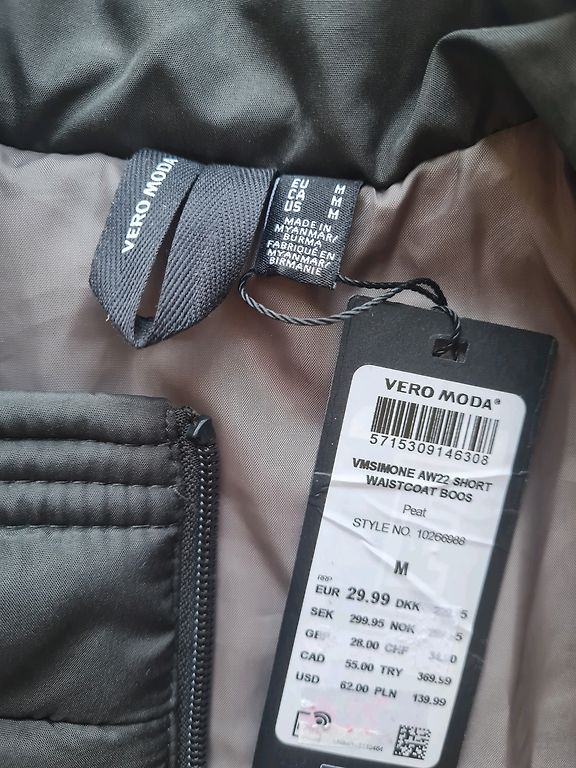 VERO MODA
EU M
CA M
US M
MADE IN
MYANMAR/
BURMA
FABRIQUÉ EN
MYANMAR/
BIRMANIE
VERO MODA®
5715309146308
VMSIMONE AW22 SHORT
WAISTCOAT BOOS
Peat
STYLE NO. 10266988
M
RRP
EUR 29.99 DKK
SEK 299.95 NOK
GBP 28.00 CHF
CAD 55.00 TRY 369.59
USD 62.00 PLN 139.99